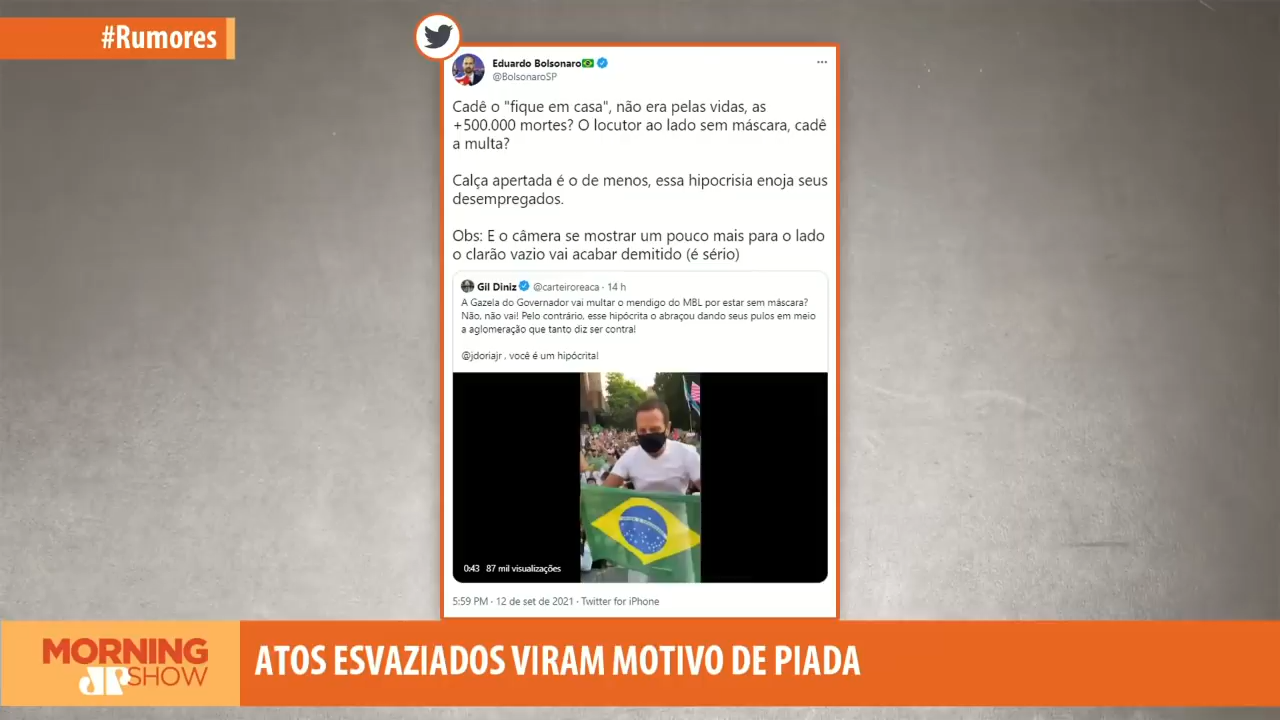 #Rumores
Eduardo Bolsonaro
@BolsonaroSP
Cadê o "fique em casa", não era pelas vidas, as
+500.000 mortes? O locutor ao lado sem máscara, cadê
a multa?
Calça apertada é o de menos, essa hipocrisia enoja seus
desempregados.
Obs: E o câmera se mostrar um pouco mais para o lado
o clarão vazio vai acabar demitido (é sério)
Gil Diniz @carteiroreaca · 14 h
A Gazela do Governador vai multar o mendigo do MBL por estar sem máscara?
Não, não vai! Pelo contrário, esse hipócrita o abraçou dando seus pulos em meio
a aglomeração que tanto diz ser contra!
@jdoriajr , você é um hipócrita!
0:43 87 mil visualizações
5:59 PM · 12 de set de 2021 · Twitter for iPhone
MORNING
JP SHOW
ATOS ESVAZIADOS VIRAM MOTIVO DE PIADA